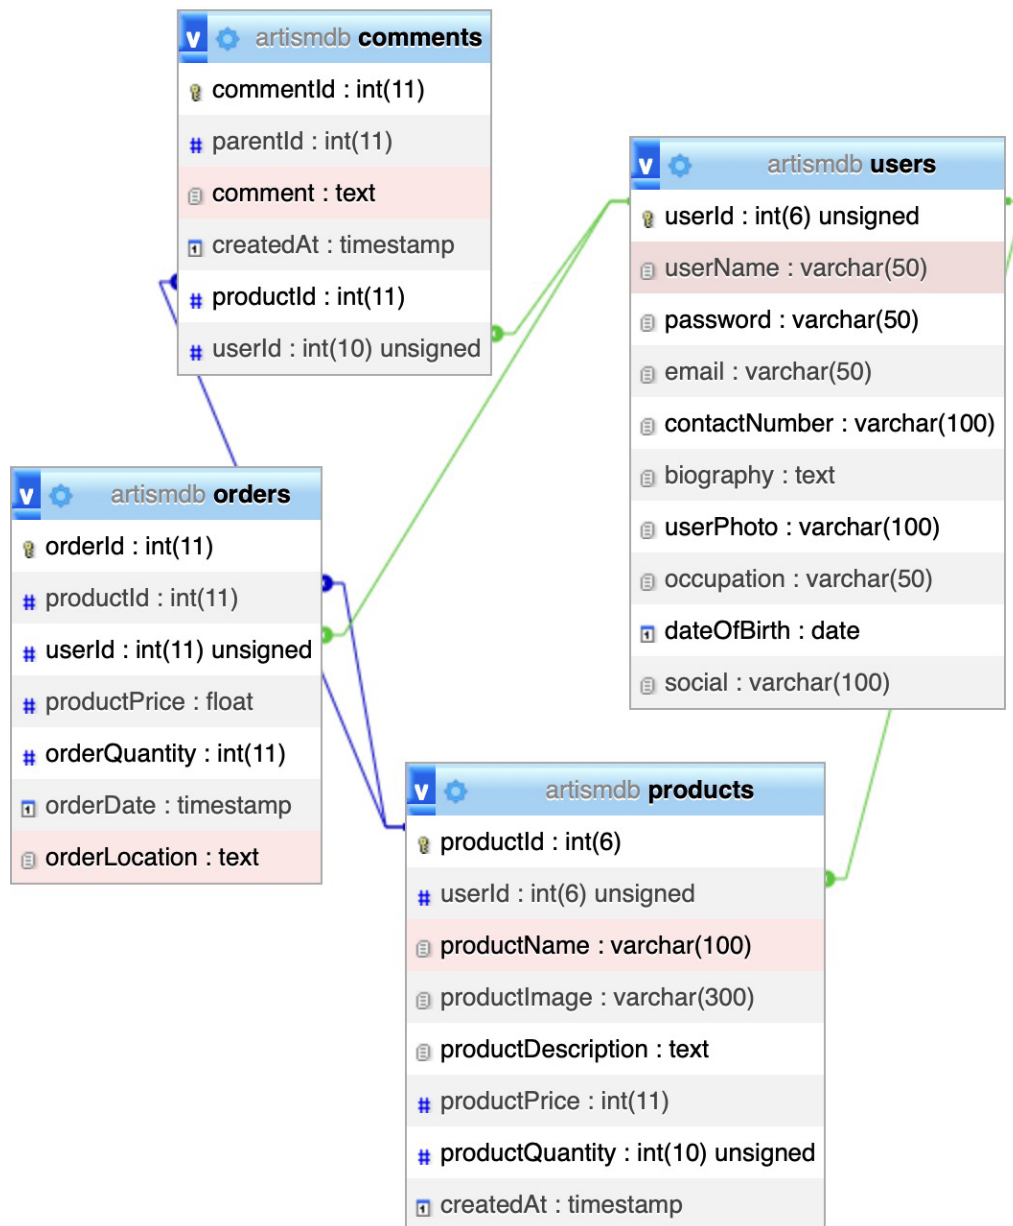 v artismdb comments
commentId : int(11)
# parentId : int(11)
comment : text
createdAt : timestamp
# productId : int(11)
# userId : int(10) unsigned
v artismdb users
userId : int(6) unsigned
userName : varchar(50)
password : varchar(50)
email : varchar(50)
contactNumber : varchar(100)
biography : text
userPhoto : varchar(100)
occupation : varchar(50)
dateOfBirth : date
social : varchar(100)
v artismdb orders
orderId : int(11)
# productId : int(11)
# userId : int(11) unsigned
# productPrice : float
# orderQuantity : int(11)
orderDate : timestamp
orderLocation : text
v artismdb products
productId : int(6)
# userId : int(6) unsigned
productName : varchar(100)
productImage : varchar(300)
productDescription : text
# productPrice : int(11)
# productQuantity : int(10) unsigned
createdAt : timestamp